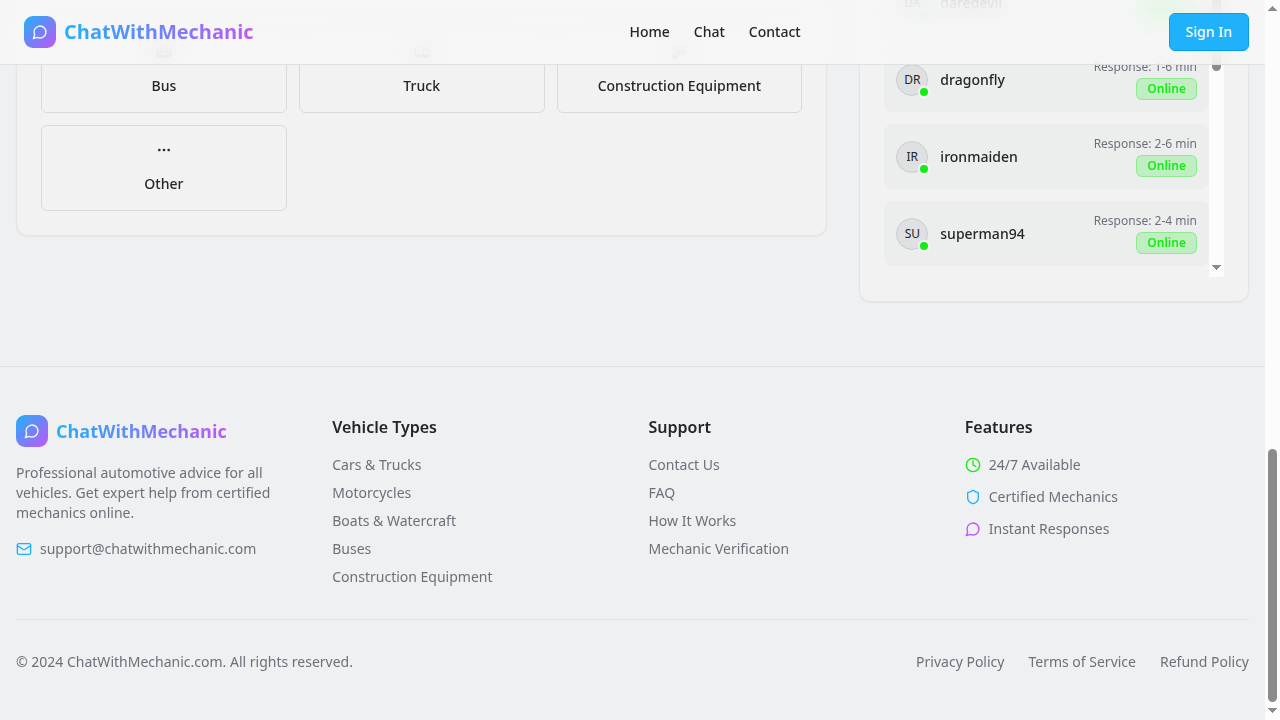 ChatWithMechanic
Home
Chat
Contact
Sign In
Bus
Truck
Construction Equipment
...
Other
DA
daredevil
DR
dragonfly
Response: 1-6 min
Online
IR
ironmaiden
Response: 2-6 min
Online
SU
superman94
Response: 2-4 min
Online
ChatWithMechanic
Professional automotive advice for all
vehicles. Get expert help from certified
mechanics online.
support@chatwithmechanic.com
Vehicle Types
Cars & Trucks
Motorcycles
Boats & Watercraft
Buses
Construction Equipment
Support
Contact Us
FAQ
How It Works
Mechanic Verification
Features
24/7 Available
Certified Mechanics
Instant Responses
© 2024 ChatWithMechanic.com. All rights reserved.
Privacy Policy
Terms of Service
Refund Policy